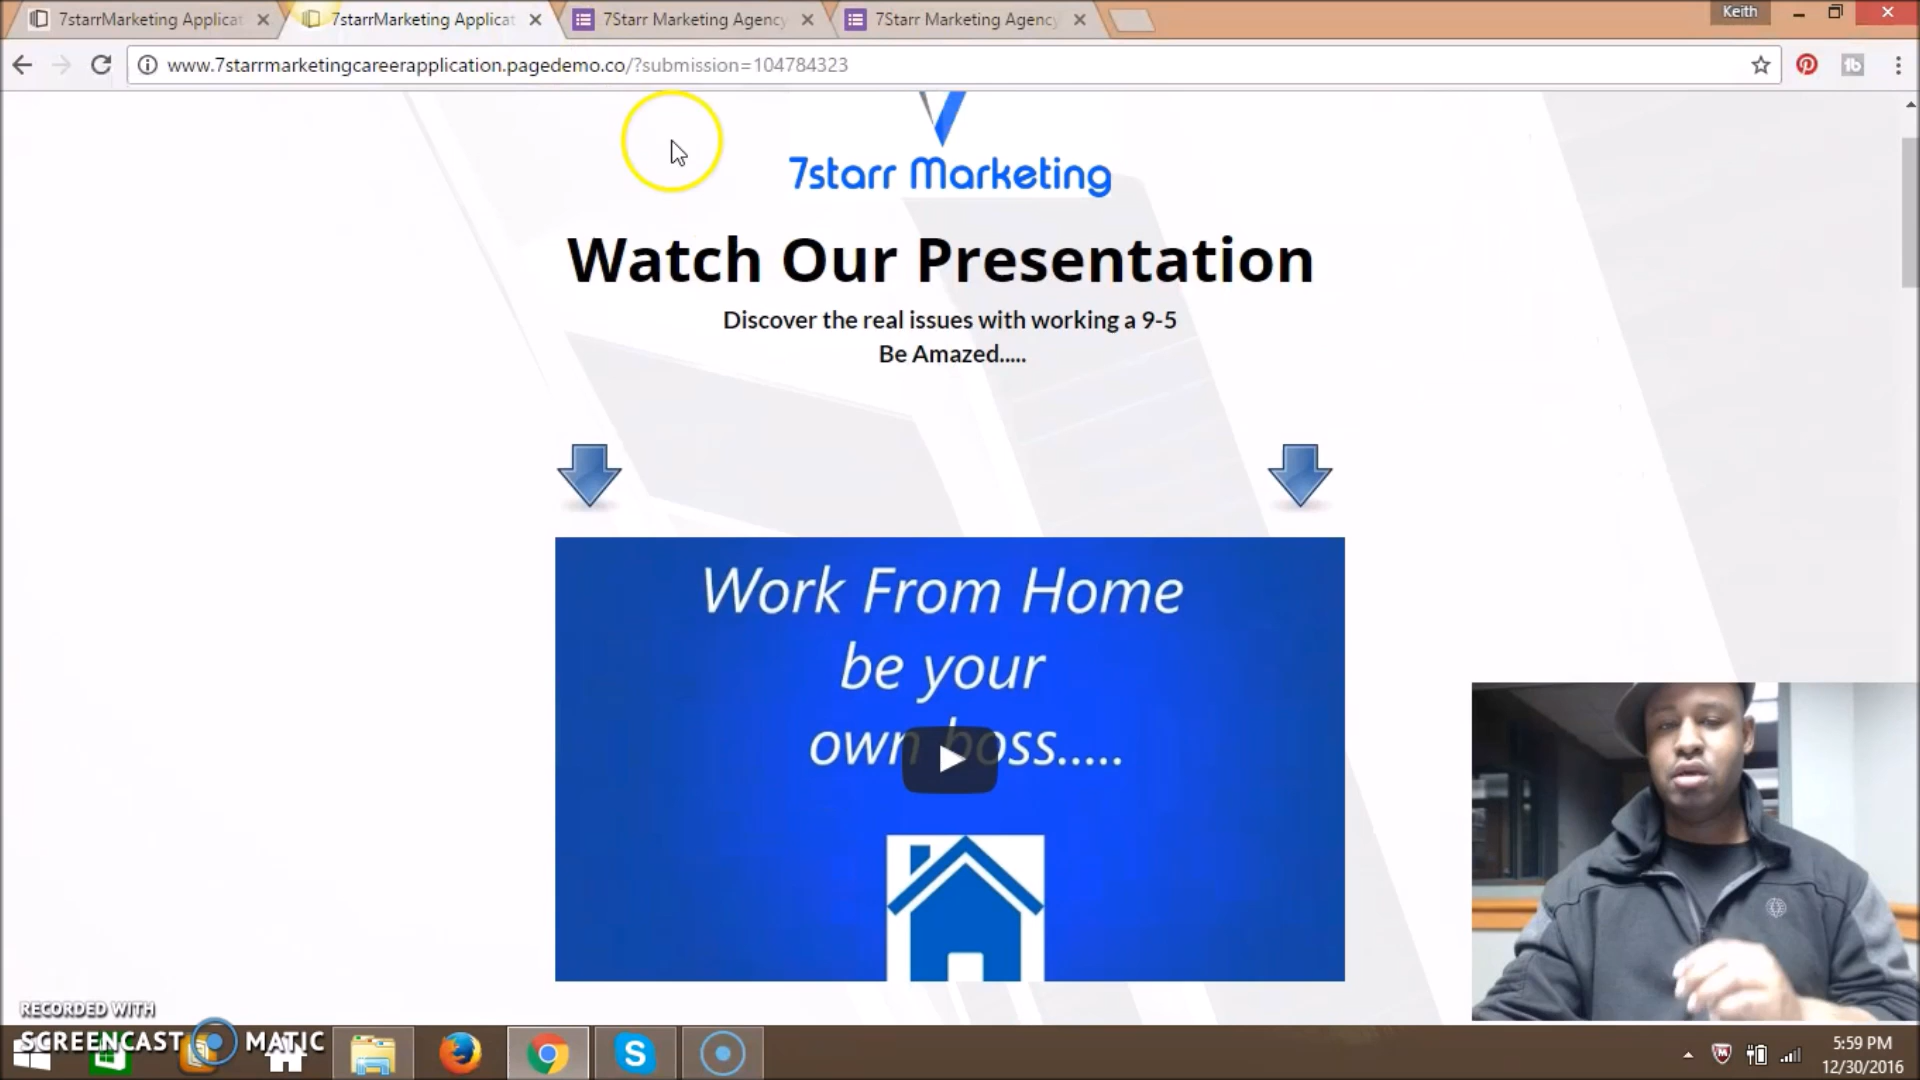 7starrMarketing Applicat
7starrMarketing Applicat
7Starr Marketing Agency
7Starr Marketing Agency
Keith
www.7starrmarketingcareerapplication.pagedemo.co/?submission=104784323
7starr Marketing
Watch Our Presentation
Discover the real issues with working a 9-5
Be Amazed.....
Work From Home
be your
own boss.....
RECORDED WITH
SCREENCAST MATIC
5:59 PM
12/30/2016